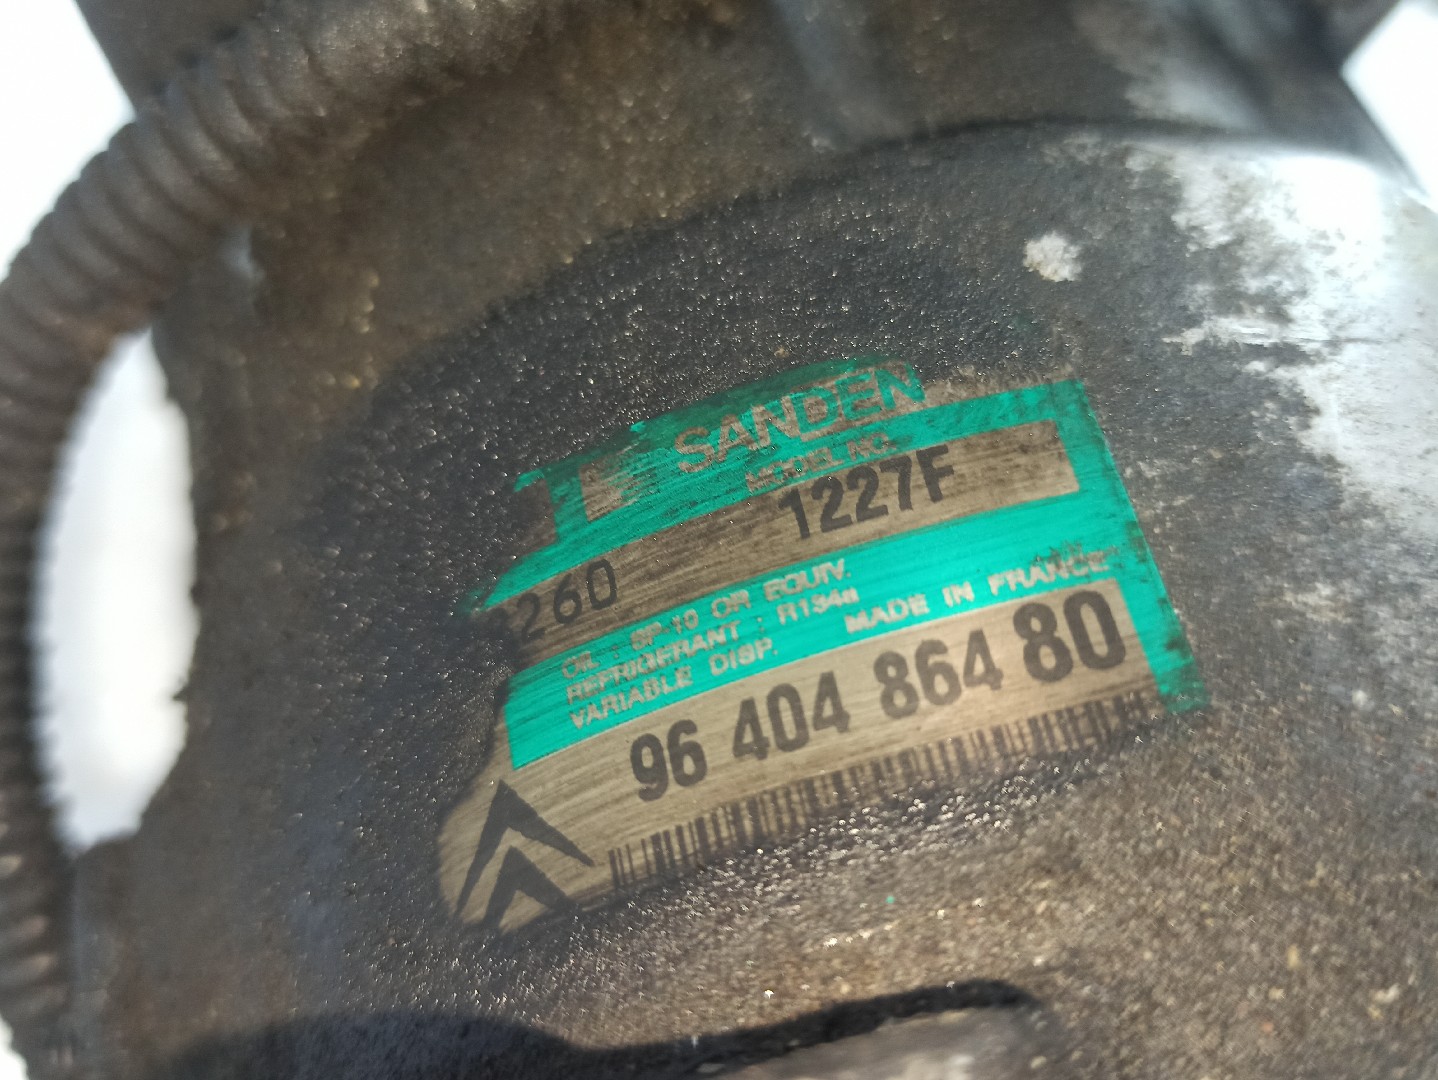 SANDEN
MODEL NO.
1227F
260
OIL : SP-10 OR EQUIV.
REFRIGERANT : R134a
VARIABLE DISP.
MADE IN FRANCE
96 404 864 80